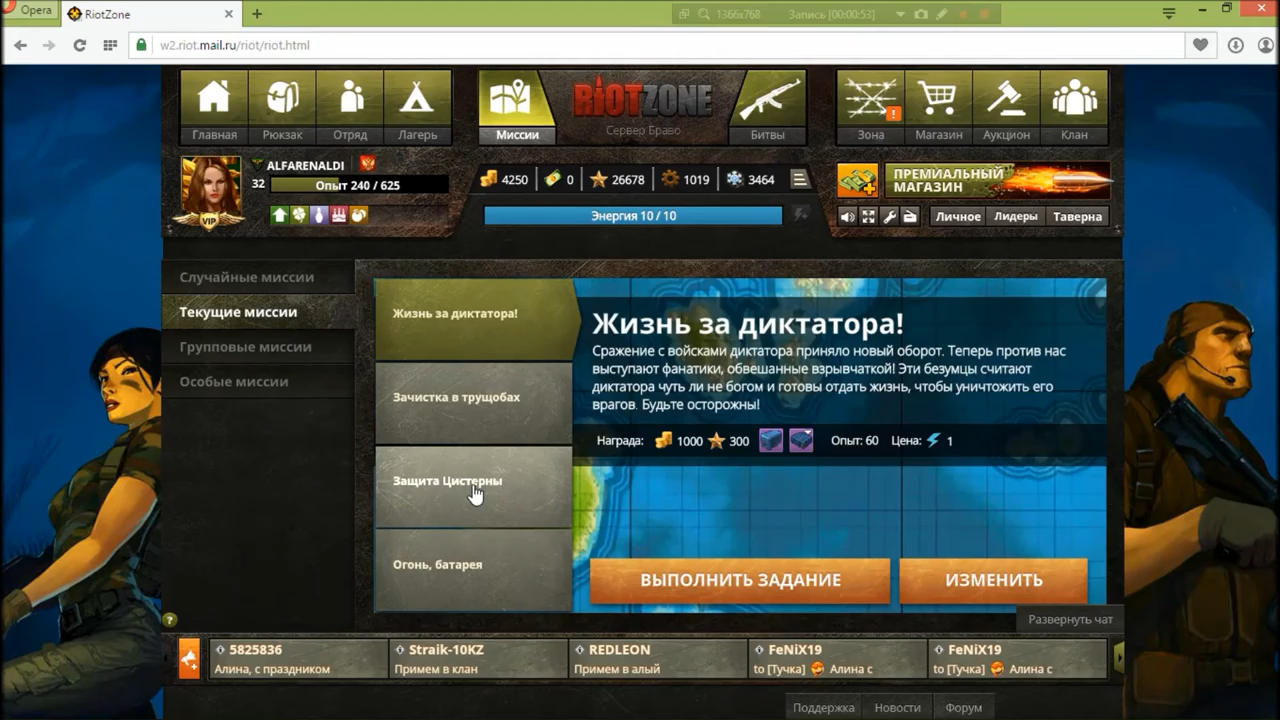 Opera
RiotZone
1366x768
Запись [00:00:53]
w2.riot.mail.ru/riot/riot.html
Главная
Рюкзак
Отряд
Лагерь
Миссии
RIOTZONE
Сервер Браво
Битвы
Зона
Магазин
Аукцион
Клан
ALFARENALDI
32
Опыт 240 / 625
VIP
4250
0
26678
1019
3464
Энергия 10 / 10
ПРЕМИАЛЬНЫЙ
МАГАЗИН
Личное
Лидеры
Таверна
Случайные миссии
Текущие миссии
Групповые миссии
Особые миссии
Жизнь за диктатора!
Зачистка в трущобах
Защита Цистерны
Огонь, батарея
Жизнь за диктатора!
Сражение с войсками диктатора приняло новый оборот. Теперь против нас
выступают фанатики, обвешанные взрывчаткой! Эти безумцы считают
диктатора чуть ли не богом и готовы отдать жизнь, чтобы уничтожить его
врагов. Будьте осторожны!
Награда: 1000 300 Опыт: 60 Цена: 1
ВЫПОЛНИТЬ ЗАДАНИЕ
ИЗМЕНИТЬ
Развернуть чат
5825836
Алина, с праздником
Straik-10KZ
Примем в клан
REDLEON
Примем в алый
FeNiX19
to [Тучка] Алина с
FeNiX19
to [Тучка] Алина с
Поддержка
Новости
Форум